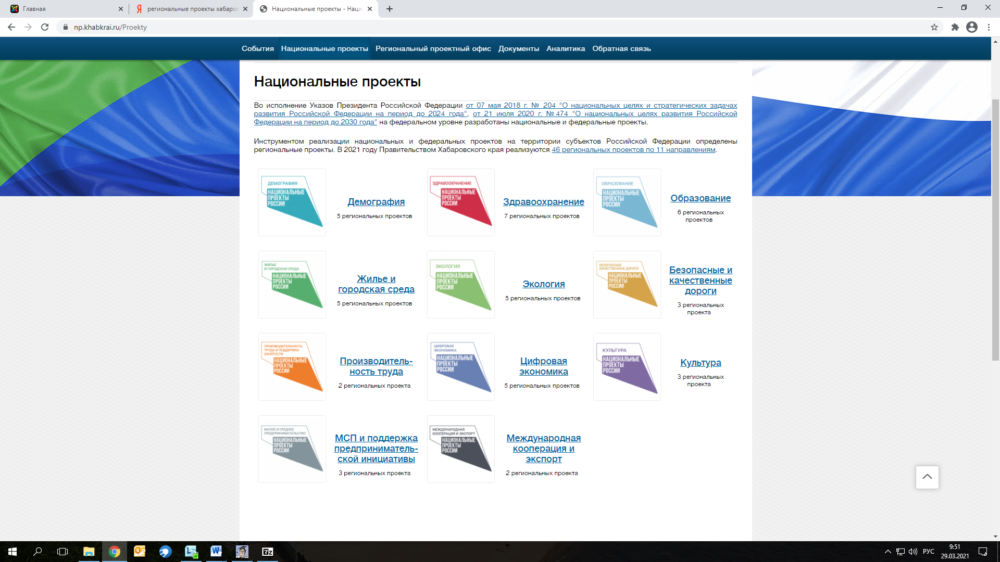 Главная
региональные проекты хабаров
Национальные проекты - Наци
np.khabkrai.ru/Proekty
События Национальные проекты Региональный проектный офис Документы Аналитика Обратная связь
Национальные проекты
Во исполнение Указов Президента Российской Федерации от 07 мая 2018 г. № 204 "О национальных целях и стратегических задачах
развития Российской Федерации на период до 2024 года", от 21 июля 2020 г. №474 "О национальных целях развития Российской
Федерации на период до 2030 года" на федеральном уровне разработаны национальные и федеральные проекты.
Инструментом реализации национальных и федеральных проектов на территории субъектов Российской Федерации определены
региональные проекты. В 2021 году Правительством Хабаровского края реализуются 46 региональных проектов по 11 направлениям.
ДЕМОГРАФИЯ
НАЦИОНАЛЬНЫЕ
ПРОЕКТЫ
РОССИИ
Демография
5 региональных проектов
ЗДРАВООХРАНЕНИЕ
НАЦИОНАЛЬНЫЕ
ПРОЕКТЫ
РОССИИ
Здравоохранение
7 региональных проектов
ОБРАЗОВАНИЕ
НАЦИОНАЛЬНЫЕ
ПРОЕКТЫ
РОССИИ
Образование
6 региональных
проектов
ЖИЛЬЕ
И ГОРОДСКАЯ СРЕДА
НАЦИОНАЛЬНЫЕ
ПРОЕКТЫ
РОССИИ
Жилье и
городская среда
5 региональных проектов
ЭКОЛОГИЯ
НАЦИОНАЛЬНЫЕ
ПРОЕКТЫ
РОССИИ
Экология
5 региональных проектов
БЕЗОПАСНЫЕ
КАЧЕСТВЕННЫЕ ДОРОГИ
НАЦИОНАЛЬНЫЕ
ПРОЕКТЫ
РОССИИ
Безопасные и
качественные
дороги
3 региональных
проекта
ПРОИЗВОДИТЕЛЬНОСТЬ
ТРУДА И ПОДДЕРЖКА
ЗАНЯТОСТИ
НАЦИОНАЛЬНЫЕ
ПРОЕКТЫ
РОССИИ
Производитель-
ность труда
2 региональных проекта
ЦИФРОВАЯ
ЭКОНОМИКА
НАЦИОНАЛЬНЫЕ
ПРОЕКТЫ
РОССИИ
Цифровая
экономика
5 региональных проектов
КУЛЬТУРА
НАЦИОНАЛЬНЫЕ
ПРОЕКТЫ
РОССИИ
Культура
3 региональных
проекта
МАЛОЕ И СРЕДНЕЕ
ПРЕДПРИНИМАТЕЛЬСТВО
НАЦИОНАЛЬНЫЕ
ПРОЕКТЫ
РОССИИ
МСП и поддержка
предприниматель-
ской инициативы
3 региональных проекта
МЕЖДУНАРОДНАЯ
КООПЕРАЦИЯ И ЭКСПОРТ
НАЦИОНАЛЬНЫЕ
ПРОЕКТЫ
РОССИИ
Международная
кооперация и
экспорт
2 региональных проекта
7z
РУС
9:51
29.03.2021